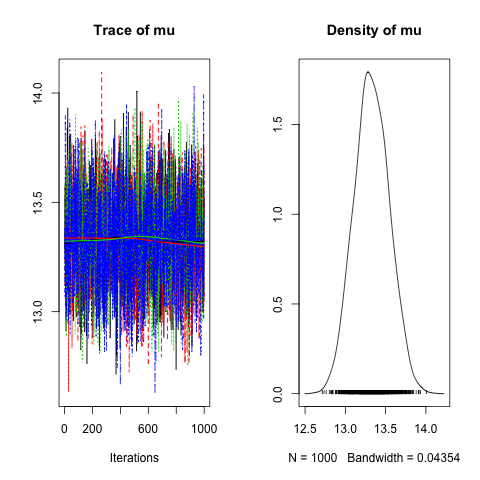 Trace of mu
13.0 13.5 14.0
0 200 600 1000
Iterations
Density of mu
0.0 0.5 1.0 1.5
12.5 13.0 13.5 14.0
N = 1000 Bandwidth = 0.04354